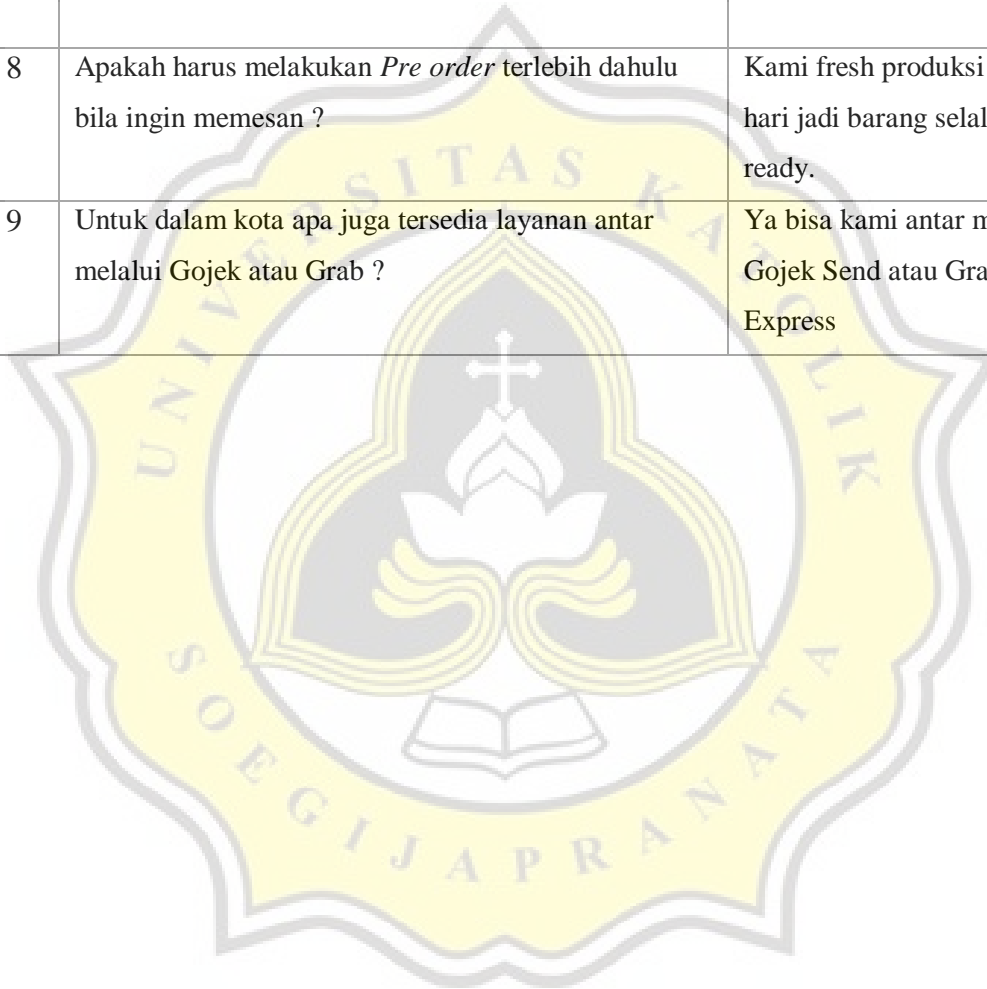 8 Apakah harus melakukan Pre order terlebih dahulu
bila ingin memesan ?
Kami fresh produksi
hari jadi barang
ready.
9 Untuk dalam kota apa juga tersedia layanan antar
melalui Gojek atau Grab ?
Ya bisa kami antar
Gojek Send atau
Express
UNIVERSITAS KATOLIK
SOEGIJAPRANATA